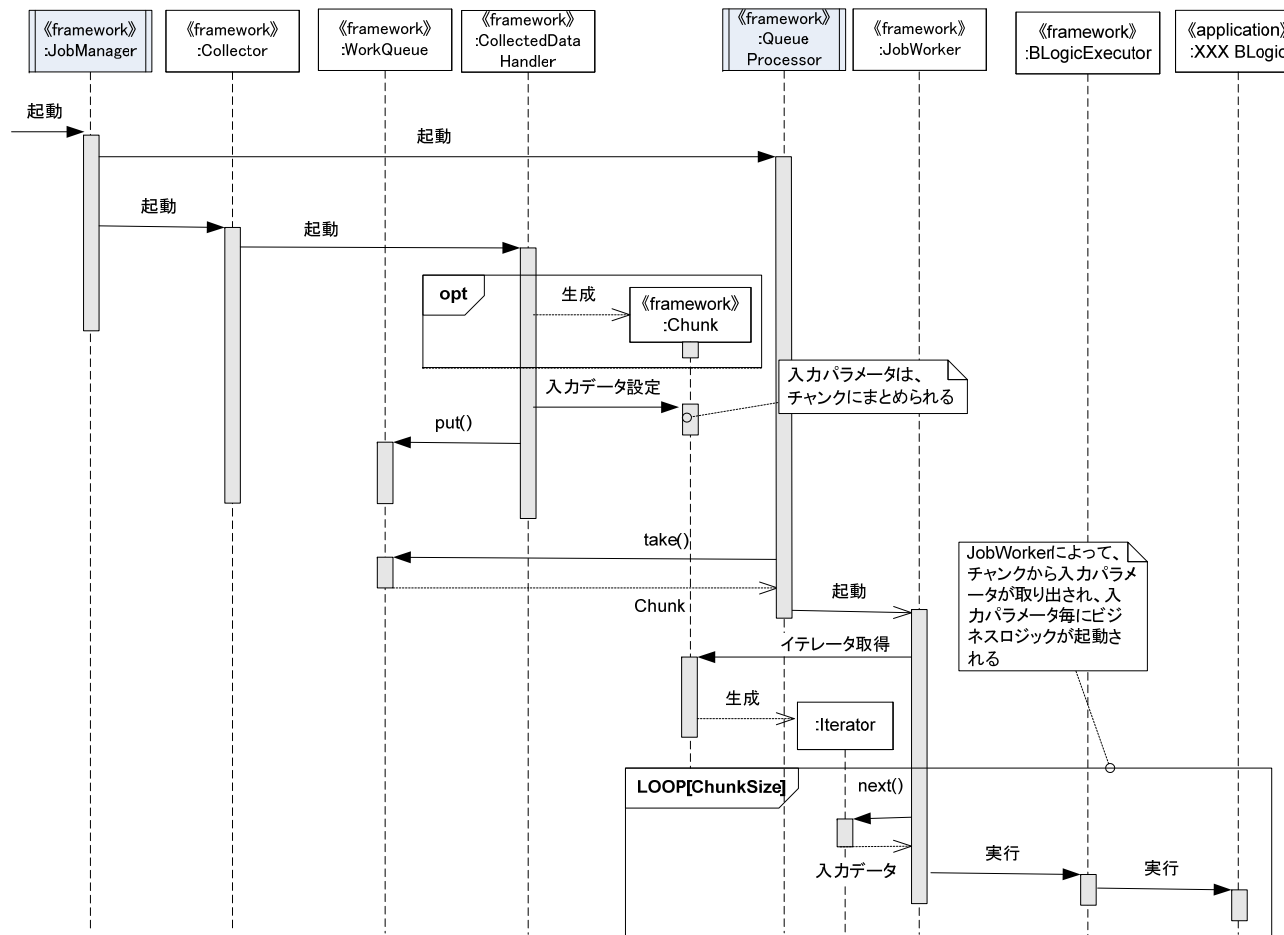 《framework》
:JobManager
《framework》
:Collector
《framework》
:WorkQueue
《framework》
:CollectedData
Handler
《framework》
:Queue
Processor
《framework》
:JobWorker
《framework》
:BLogicExecutor
《application》
:XXX BLogic
起動
起動
起動
起動
opt
生成
《framework》
:Chunk
入力データ設定
入力パラメータは、
チャンクにまとめられる
put()
take()
Chunk
起動
JobWorkerによって、
チャンクから入力パラメ
ータが取り出され、入
力パラメータ毎にビジ
ネスロジックが起動さ
れる
イテレータ取得
生成
:Iterator
LOOP[ChunkSize]
next()
入力データ
実行
実行